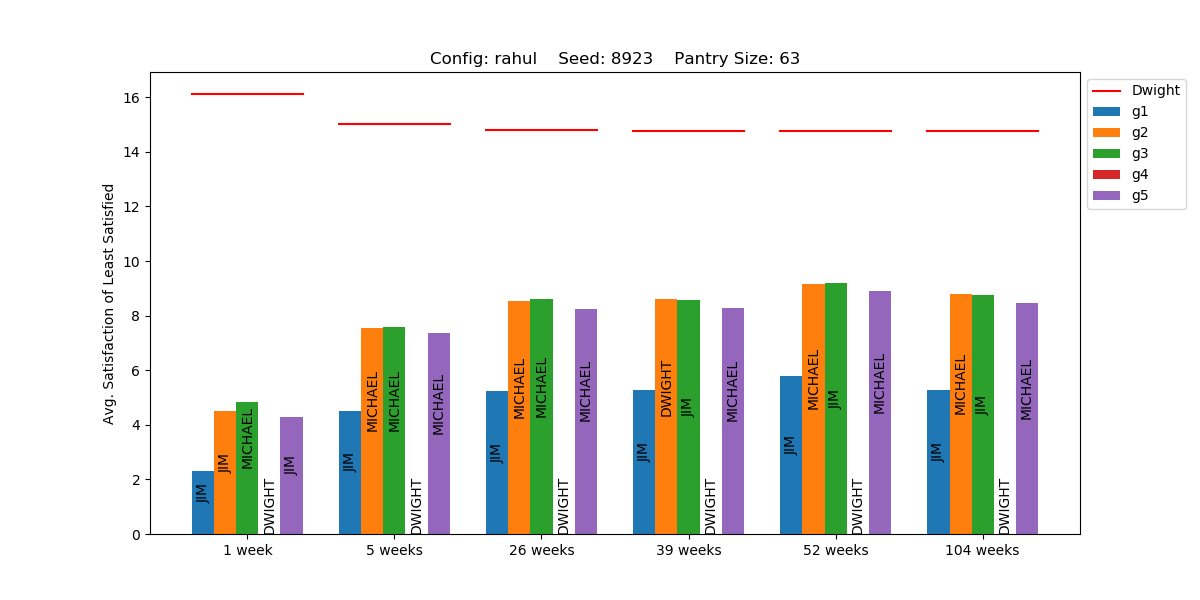 Config: rahul    Seed: 8923    Pantry Size: 63
Avg. Satisfaction of Least Satisfied
16
14
12
10
8
6
4
2
0
JIM
JIM
MICHAEL
DWIGHT
JIM
JIM
MICHAEL
MICHAEL
DWIGHT
MICHAEL
JIM
MICHAEL
MICHAEL
DWIGHT
MICHAEL
JIM
DWIGHT
JIM
DWIGHT
MICHAEL
JIM
MICHAEL
JIM
DWIGHT
MICHAEL
JIM
MICHAEL
JIM
DWIGHT
MICHAEL
1 week
5 weeks
26 weeks
39 weeks
52 weeks
104 weeks
Dwight
g1
g2
g3
g4
g5